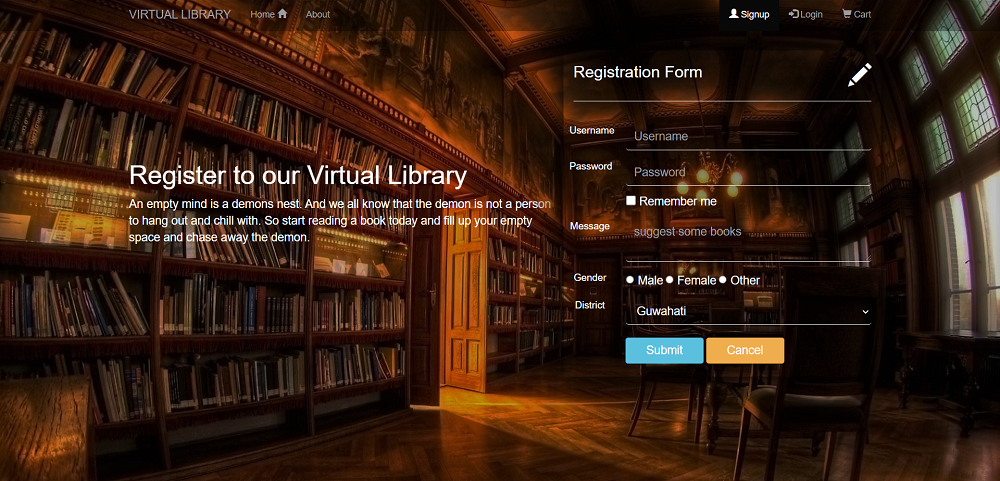 VIRTUAL LIBRARY Home About Signup Login Cart
Registration Form
Username Username
Password Password
Remember me
Message suggest some books
Gender Male Female Other
District Guwahati
Submit Cancel
Register to our Virtual Library
An empty mind is a demons nest. And we all know that the demon is not a person
to hang out and chill with. So start reading a book today and fill up your empty
space and chase away the demon.